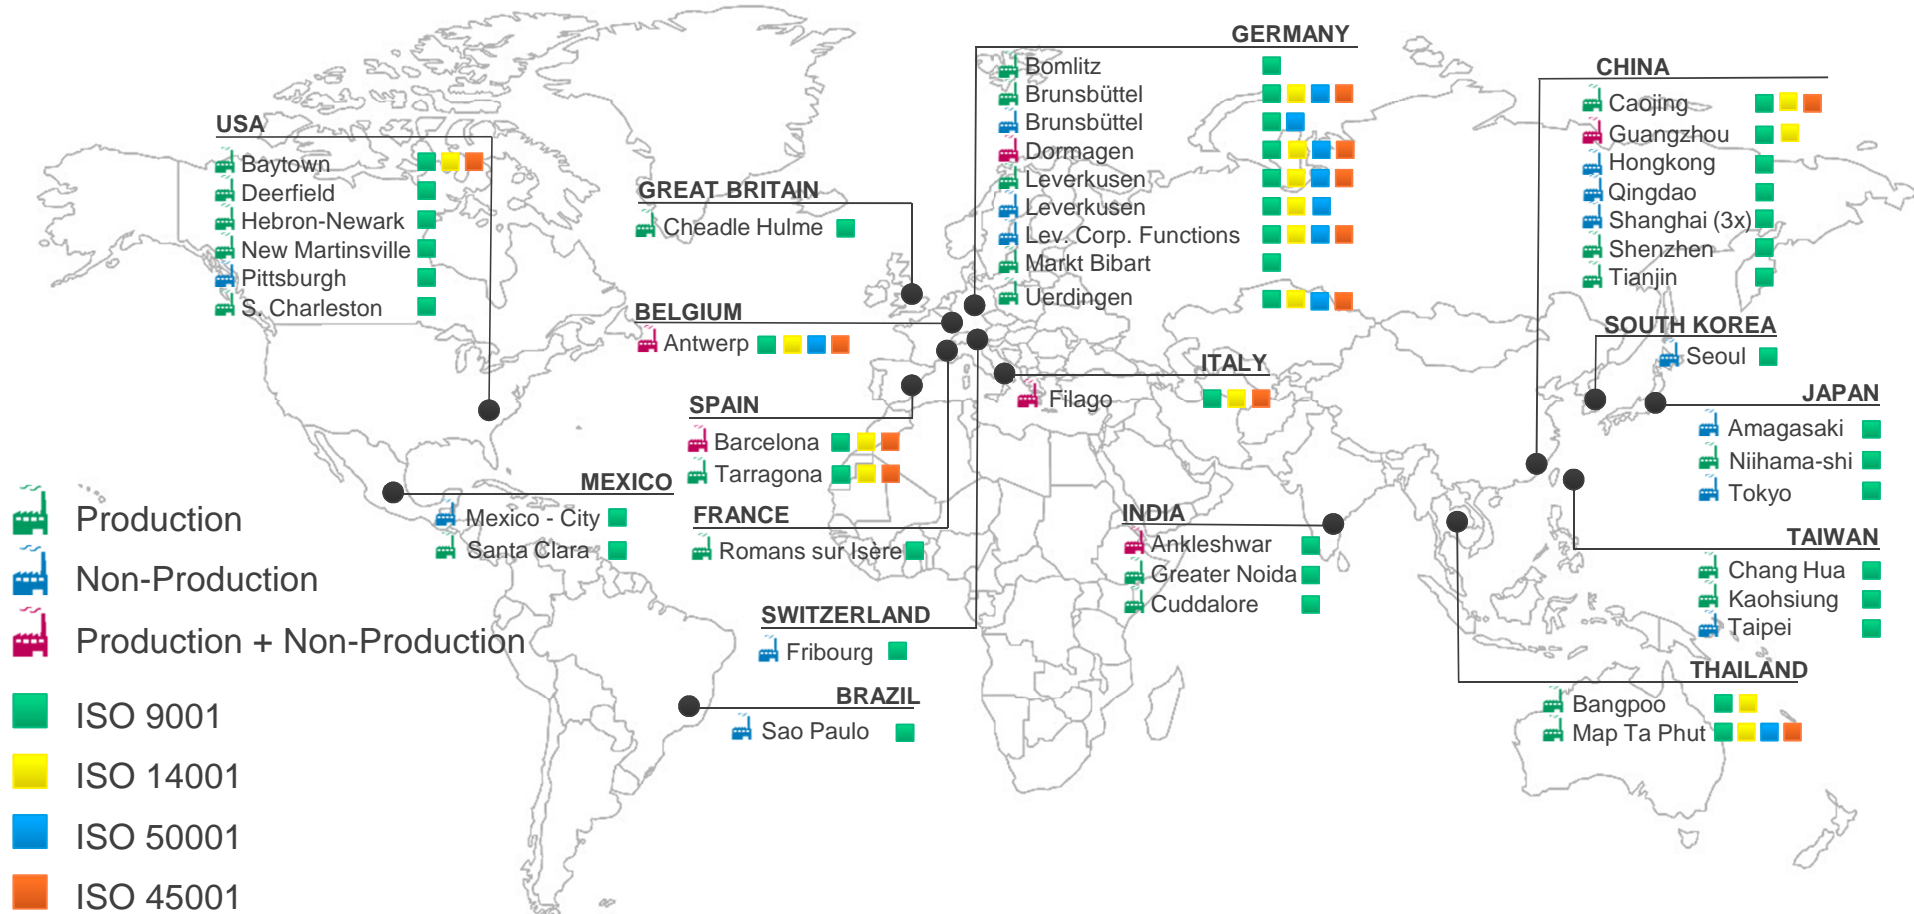 USA
Baytown
Deerfield
Hebron-Newark
New Martinsville
Pittsburgh
S. Charleston
GREAT BRITAIN
Cheadle Hulme
BELGIUM
Antwerp
SPAIN
Barcelona
Tarragona
MEXICO
Mexico - City
Santa Clara
FRANCE
Romans sur Isère
SWITZERLAND
Fribourg
BRAZIL
Sao Paulo
GERMANY
Bomlitz
Brunsbüttel
Brunsbüttel
Dormagen
Leverkusen
Leverkusen
Lev. Corp. Functions
Markt Bibart
Uerdingen
ITALY
Filago
INDIA
Ankleshwar
Greater Noida
Cuddalore
CHINA
Caojing
Guangzhou
Hongkong
Qingdao
Shanghai (3x)
Shenzhen
Tianjin
SOUTH KOREA
Seoul
JAPAN
Amagasaki
Niihama-shi
Tokyo
TAIWAN
Chang Hua
Kaohsiung
Taipei
THAILAND
Bangpoo
Map Ta Phut
Production
Non-Production
Production + Non-Production
ISO 9001
ISO 14001
ISO 50001
ISO 45001